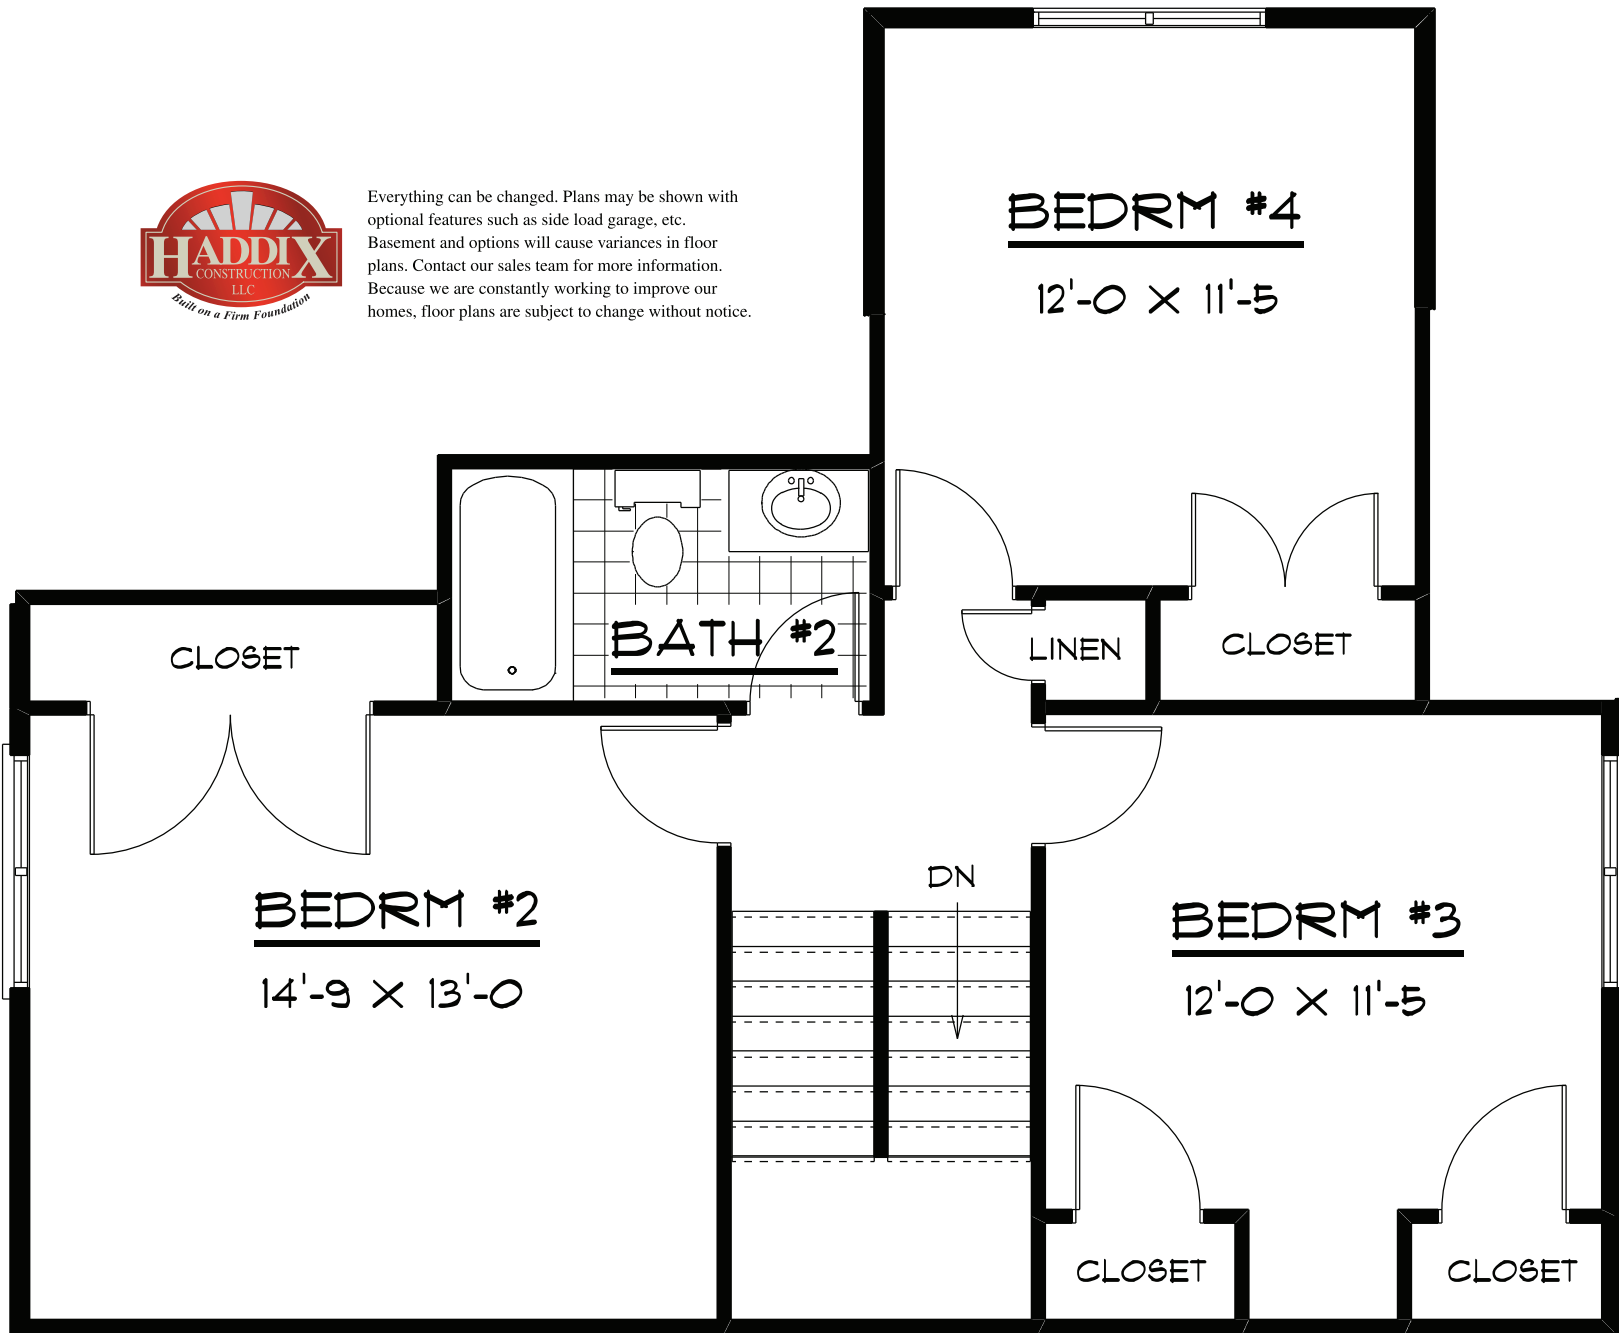 BEDRM #4
12'-0 X 11'-5
HADDIX
CONSTRUCTION
LLC
Built on a Firm Foundation
Everything can be changed. Plans may be shown with
optional features such as side load garage, etc.
Basement and options will cause variances in floor
plans. Contact our sales team for more information.
Because we are constantly working to improve our
homes, floor plans are subject to change without notice.
CLOSET
BATH #2
LINEN
CLOSET
DN
BEDRM #2
14'-9 X 13'-0
BEDRM #3
12'-0 X 11'-5
CLOSET
CLOSET